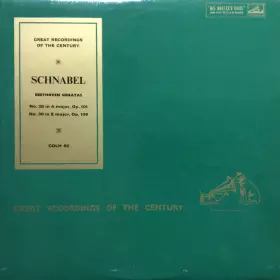 GREAT RECORDINGS
OF THE CENTURY
SCHNABEL
BEETHOVEN SONATAS
No. 28 in A major, Op. 101
No. 30 in E major, Op. 109
COLH 62
"HIS MASTER'S VOICE"
GREAT RECORDINGS OF THE CENTURY